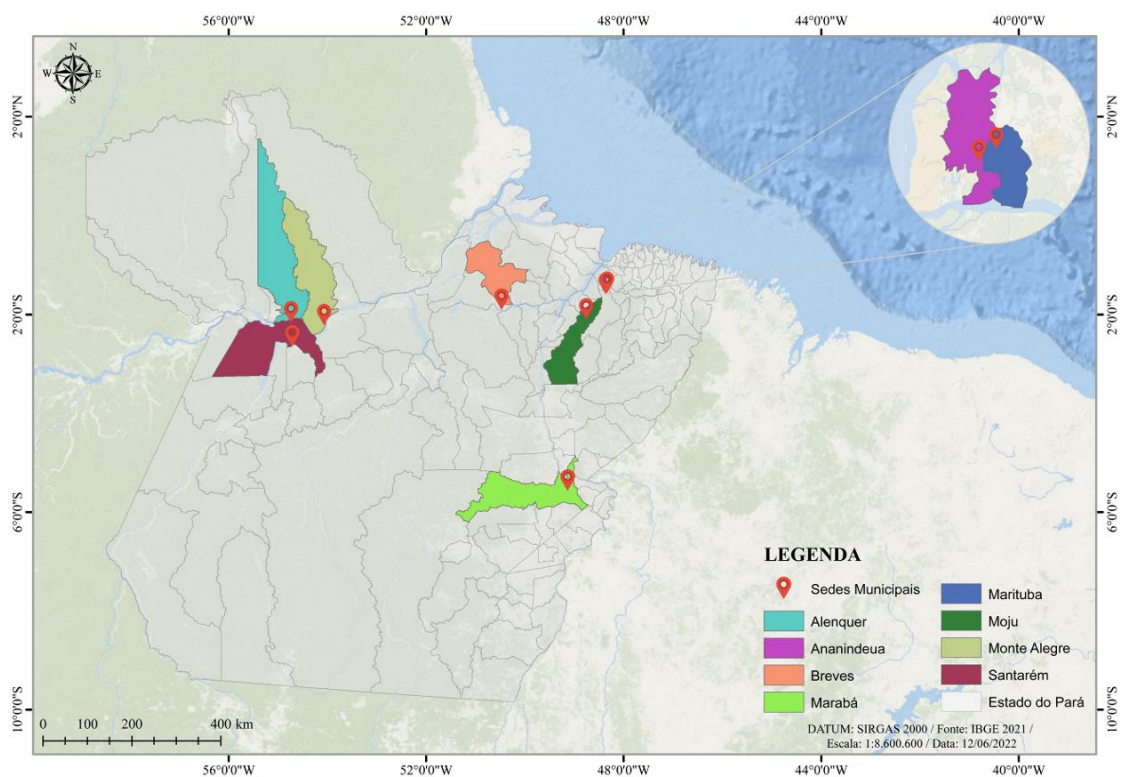 56°0'0"W 52°0'0"W 48°0'0"W 44°0'0"W 40°0'0"W
N
W E
S
2°0'0"N 2°0'0"N
2°0'0"S 2°0'0"S
6°0'0"S 6°0'0"S
10°0'0"S 10°0'0"S
LEGENDA
Sedes Municipais
Alenquer
Ananindeua
Breves
Marabá
Marituba
Moju
Monte Alegre
Santarém
Estado do Pará
0 100 200 400 km
DATUM: SIRGAS 2000 / Fonte: IBGE 2021 /
Escala: 1:8.600.600 / Data: 12/06/2022
56°0'0"W 52°0'0"W 48°0'0"W 44°0'0"W 40°0'0"W